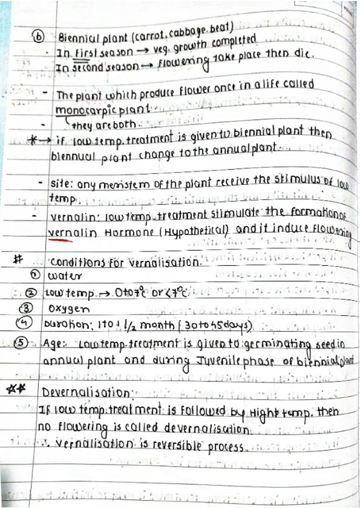 ⑥ Biennial plant (carrot, cabbage, beat)
- In first season → veg. growth completed
In second season → flowering take place then die.
- The plant which produce flower once in a life called
monocarpic plant
- they are both
*→ if low temp. treatment is given to biennial plant then
biennual plant change to the annual plant
- site: any meristem of the plant receive the stimulus of low
temp.
- vernalin: low temp. treatment stimulate the formation of
vernalin Hormone (Hypothetical) and it induce flowering
# conditions for vernalisation.
① water
② low temp. → 0 to 7°C or <7°C
③ oxygen
④ Duration: 1 to 1 1/2 month (30 to 45 days)
⑤ Age: low temp. treatment is given to germinating seed in
annual plant and during Juvenile phase of biennial plant
** Devernalisation:
If low temp. treatment is followed by High temp. then
no flowering is called devernalisation.
∴ vernalisation is reversible process.